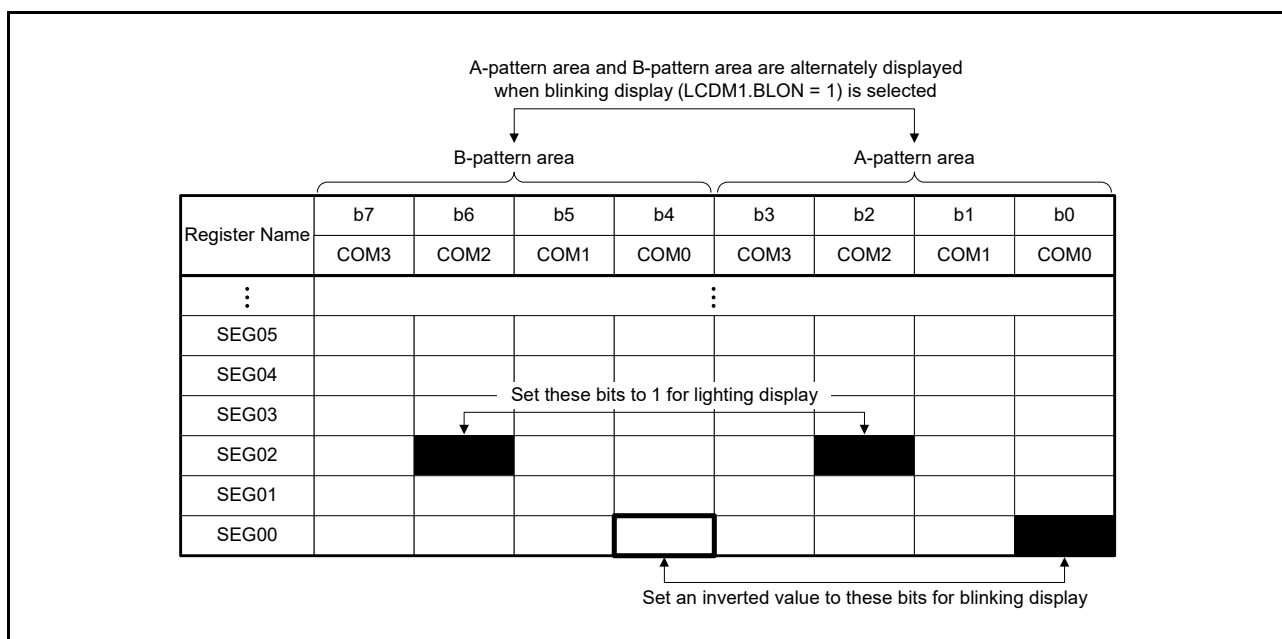 A-pattern area and B-pattern area are alternately displayed
when blinking display (LCDM1.BLON = 1) is selected
B-pattern area A-pattern area
Register Name b7 b6 b5 b4 b3 b2 b1 b0
COM3 COM2 COM1 COM0 COM3 COM2 COM1 COM0
⋮ ⋮
SEG05
SEG04
Set these bits to 1 for lighting display
SEG03
SEG02
SEG01
SEG00
Set an inverted value to these bits for blinking display